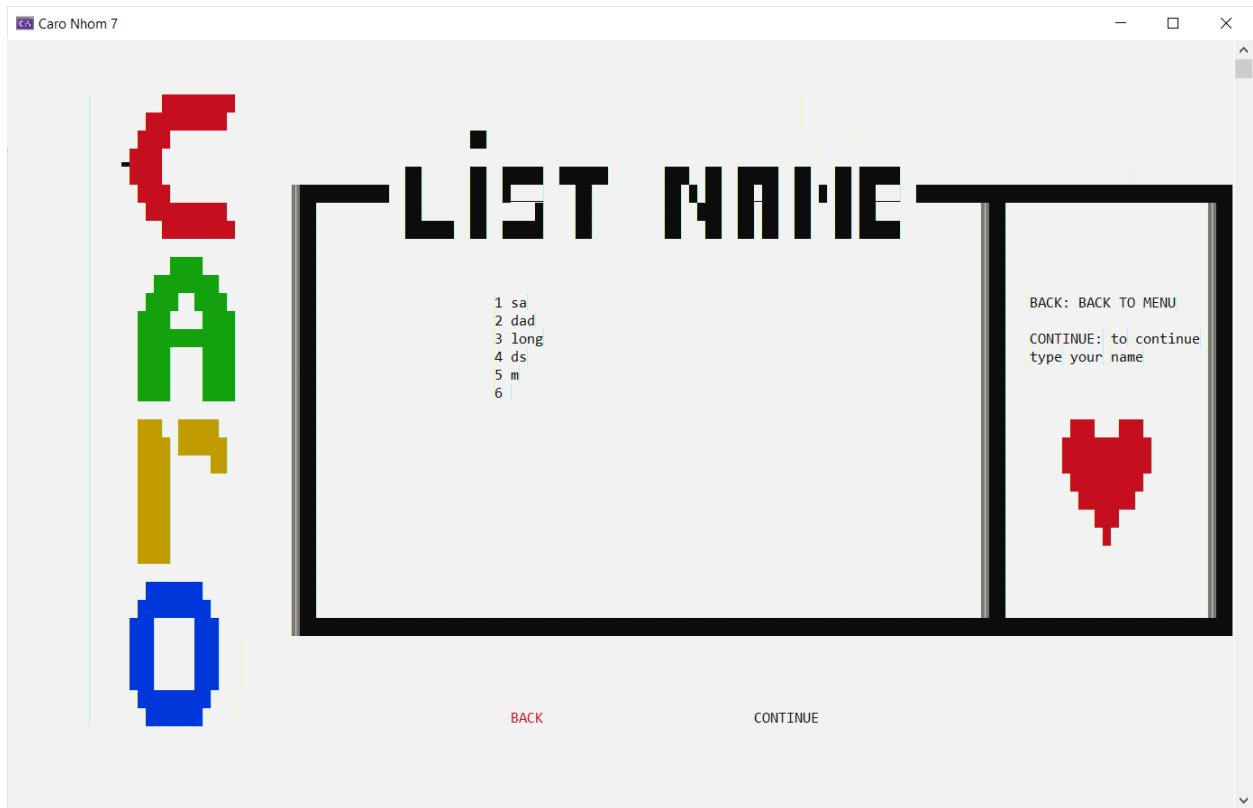 Caro Nhom 7
CArO
LiST NAME
1 sa
2 dad
3 long
4 ds
5 m
6
BACK: BACK TO MENU
CONTINUE: to continue
type your name
BACK
CONTINUE